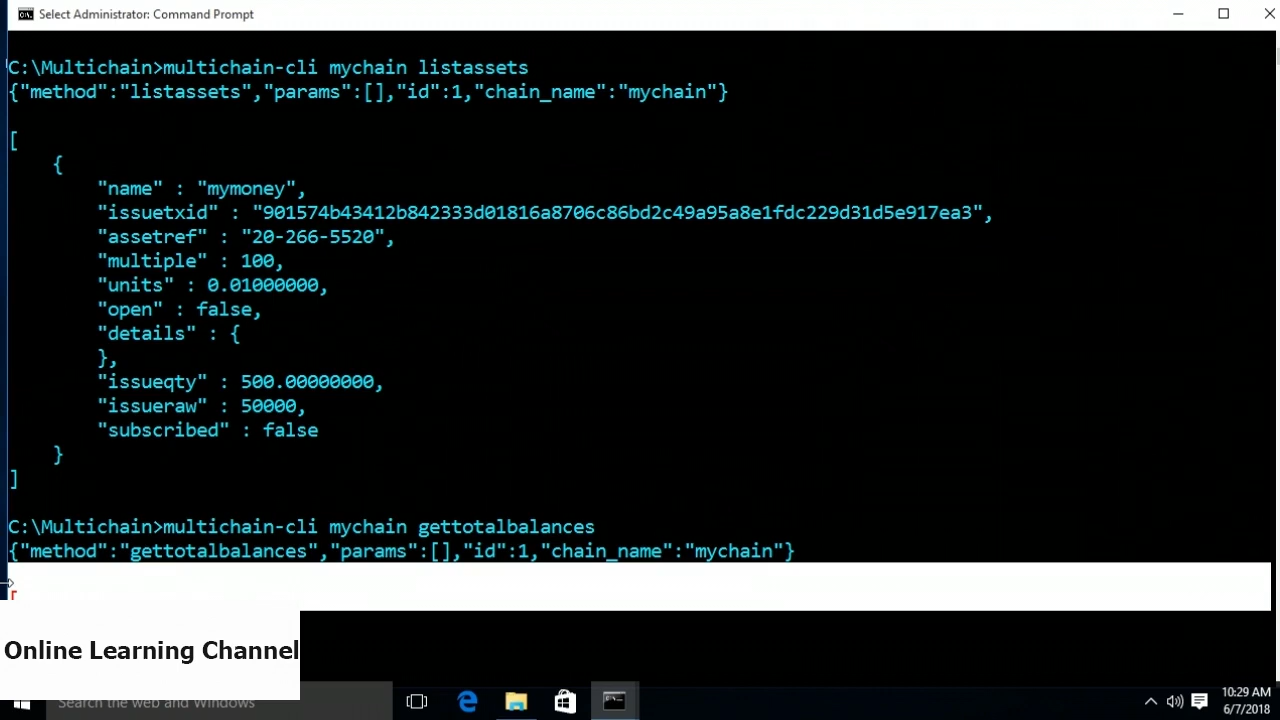 Select Administrator: Command Prompt
C:\Multichain>multichain-cli mychain listassets
{"method":"listassets","params":[],"id":1,"chain_name":"mychain"}
[
{
"name" : "mymoney",
"issuetxid" : "901574b43412b842333d01816a8706c86bd2c49a95a8e1fdc229d31d5e917ea3",
"assetref" : "20-266-5520",
"multiple" : 100,
"units" : 0.01000000,
"open" : false,
"details" : {
},
"issueqty" : 500.00000000,
"issueraw" : 50000,
"subscribed" : false
}
]
C:\Multichain>multichain-cli mychain gettotalbalances
{"method":"gettotalbalances","params":[],"id":1,"chain_name":"mychain"}
[
Online Learning Channel
Search the web and Windows
10:29 AM
6/7/2018